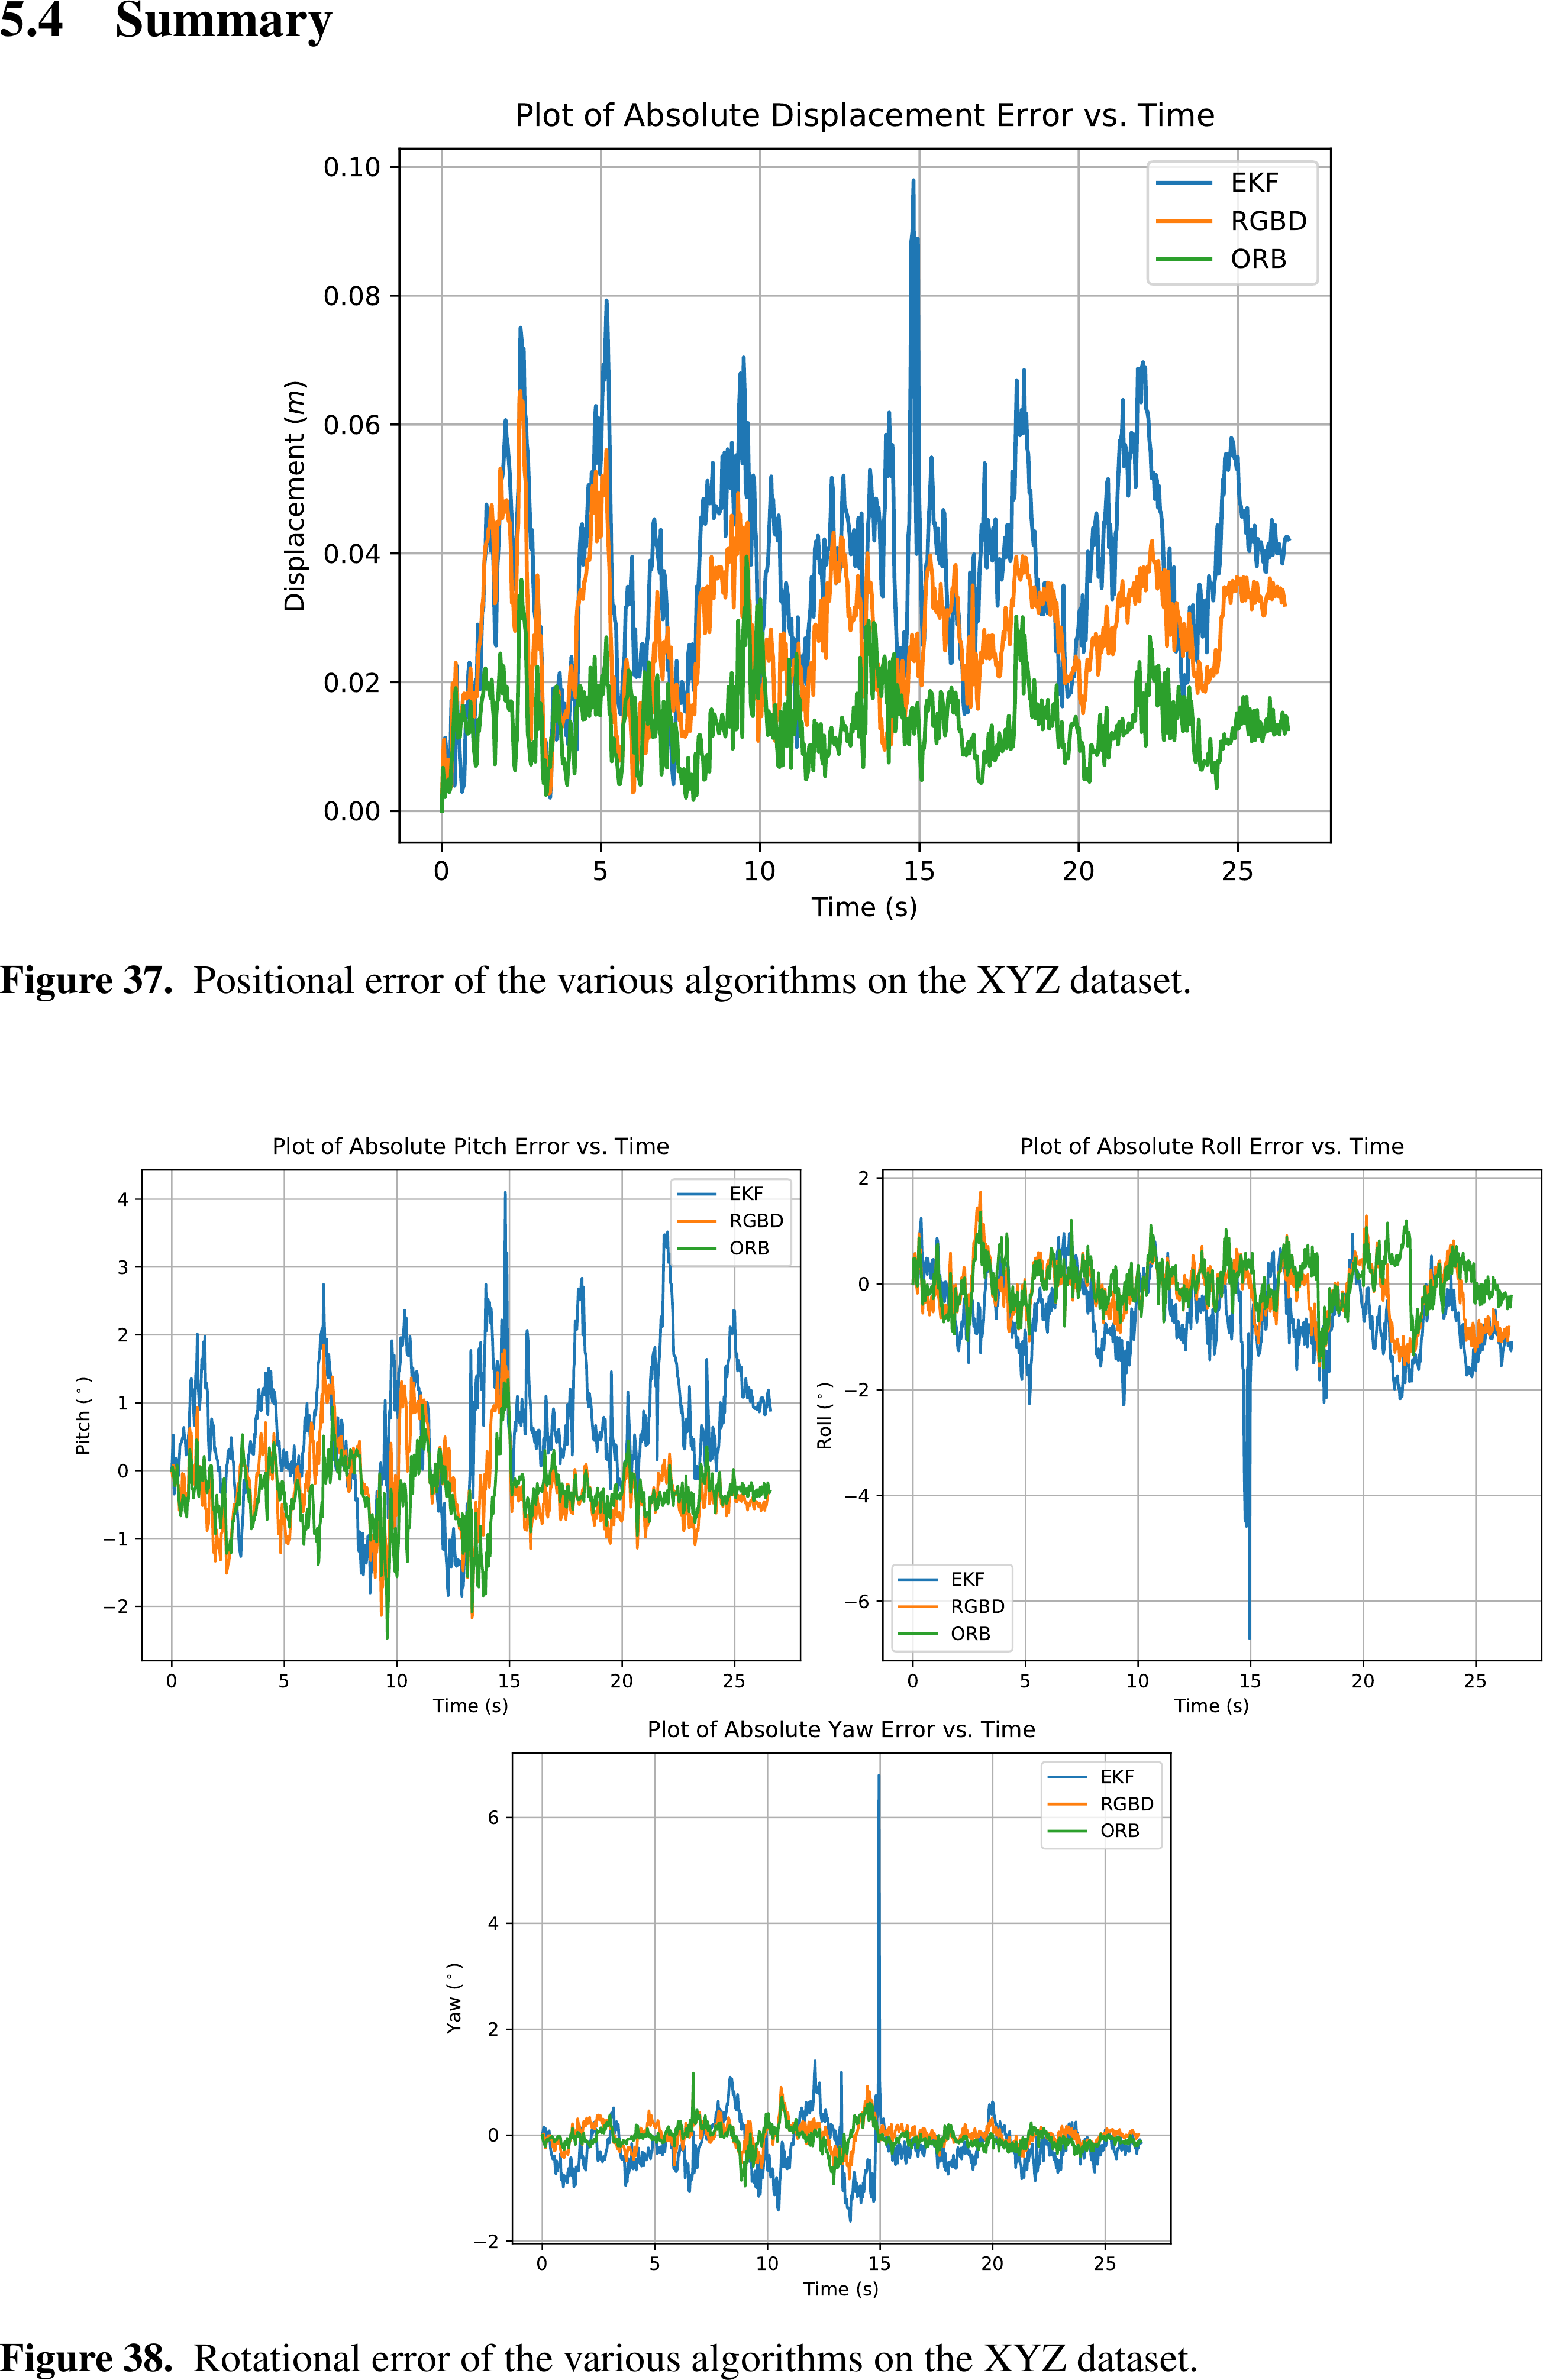 5.4 Summary
Plot of Absolute Displacement Error vs. Time
0.10
0.08
0.06
0.04
0.02
0.00
Displacement (m)
EKF
RGBD
ORB
0 5 10 15 20 25
Time (s)
Figure 37. Positional error of the various algorithms on the XYZ dataset.
Plot of Absolute Pitch Error vs. Time
4
3
2
1
0
−1
−2
Pitch (°)
EKF
RGBD
ORB
0 5 10 15 20 25
Time (s)
Plot of Absolute Roll Error vs. Time
2
0
−2
−4
−6
Roll (°)
EKF
RGBD
ORB
0 5 10 15 20 25
Time (s)
Plot of Absolute Yaw Error vs. Time
6
4
2
0
−2
Yaw (°)
EKF
RGBD
ORB
0 5 10 15 20 25
Time (s)
Figure 38. Rotational error of the various algorithms on the XYZ dataset.